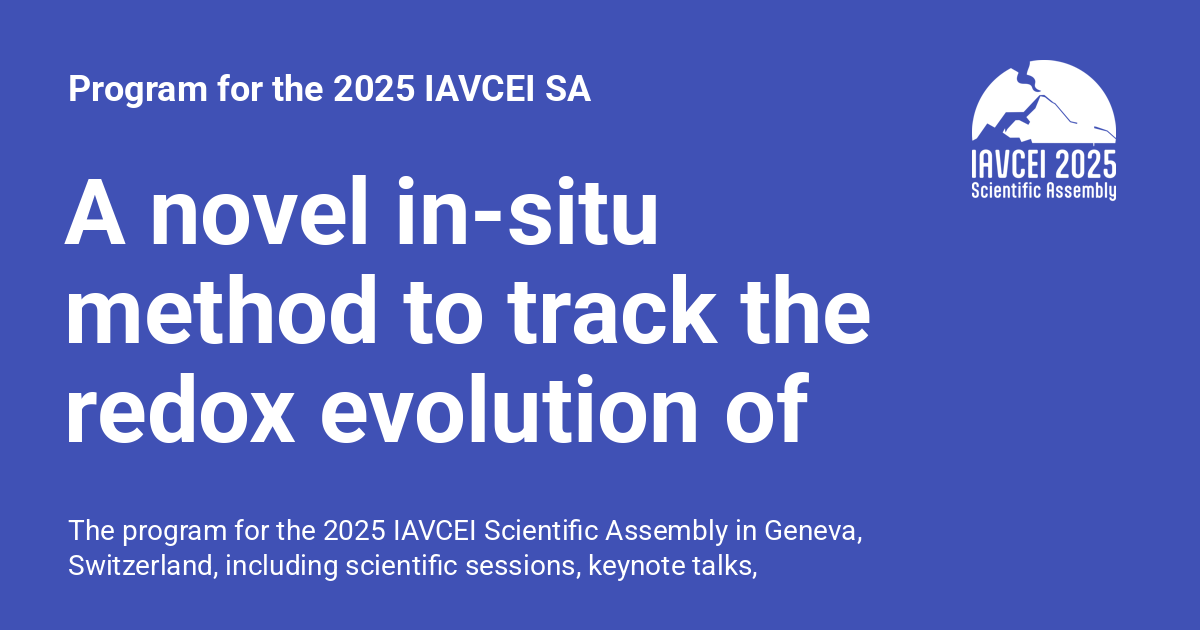 Program for the 2025 IAVCEI SA
IAVCEI 2025
Scientific Assembly
A novel in-situ
method to track the
redox evolution of
The program for the 2025 IAVCEI Scientific Assembly in Geneva,
Switzerland, including scientific sessions, keynote talks,